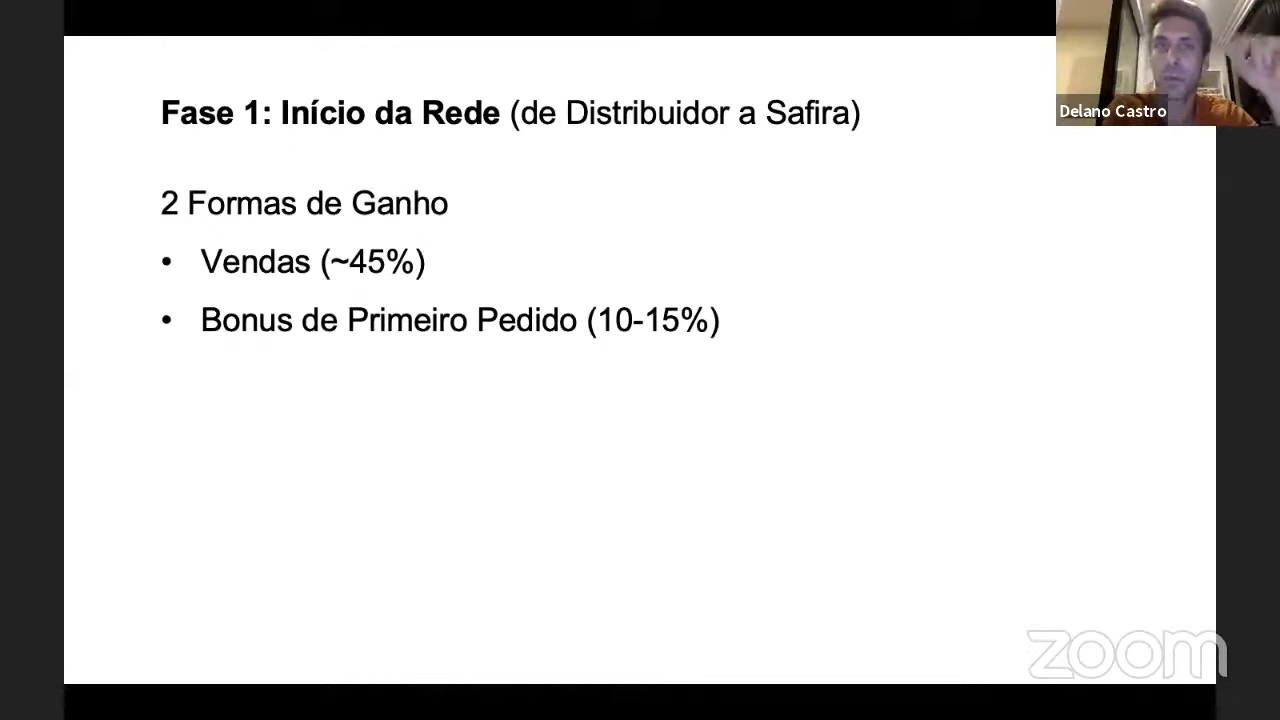 Fase 1: Início da Rede (de Distribuidor a Safira)
2 Formas de Ganho
• Vendas (~45%)
• Bonus de Primeiro Pedido (10-15%)
Delano Castro
zoom